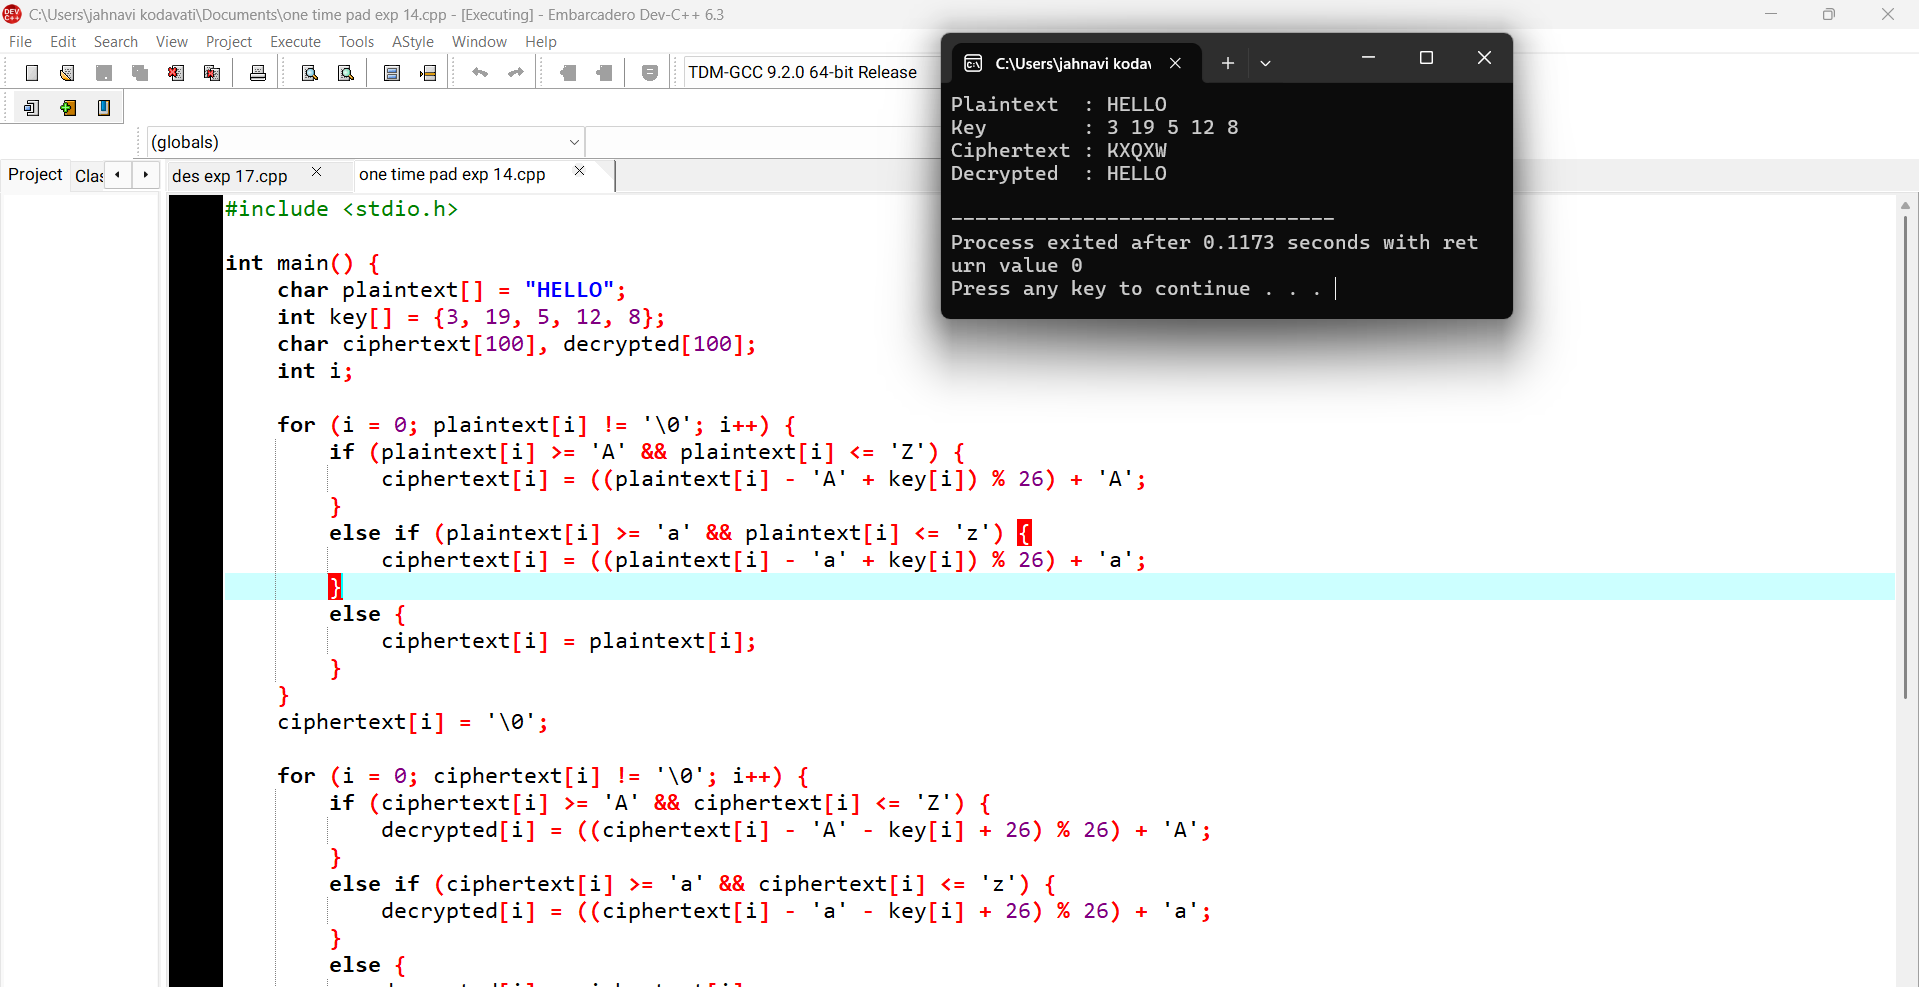 C:\Users\jahnavi kodavati\Documents\one time pad exp 14.cpp - [Executing] - Embarcadero Dev-C++ 6.3
File Edit Search View Project Execute Tools AStyle Window Help
TDM-GCC 9.2.0 64-bit Release
(globals)
Project Clas des exp 17.cpp one time pad exp 14.cpp
#include <stdio.h>
int main() {
char plaintext[] = "HELLO";
int key[] = {3, 19, 5, 12, 8};
char ciphertext[100], decrypted[100];
int i;
for (i = 0; plaintext[i] != '\0'; i++) {
if (plaintext[i] >= 'A' && plaintext[i] <= 'Z') {
ciphertext[i] = ((plaintext[i] - 'A' + key[i]) % 26) + 'A';
}
else if (plaintext[i] >= 'a' && plaintext[i] <= 'z') {
ciphertext[i] = ((plaintext[i] - 'a' + key[i]) % 26) + 'a';
}
else {
ciphertext[i] = plaintext[i];
}
}
ciphertext[i] = '\0';
for (i = 0; ciphertext[i] != '\0'; i++) {
if (ciphertext[i] >= 'A' && ciphertext[i] <= 'Z') {
decrypted[i] = ((ciphertext[i] - 'A' - key[i] + 26) % 26) + 'A';
}
else if (ciphertext[i] >= 'a' && ciphertext[i] <= 'z') {
decrypted[i] = ((ciphertext[i] - 'a' - key[i] + 26) % 26) + 'a';
}
else {
C:\Users\jahnavi koda
Plaintext : HELLO
Key : 3 19 5 12 8
Ciphertext : KXQXW
Decrypted : HELLO
--------------------------------
Process exited after 0.1173 seconds with ret
urn value 0
Press any key to continue . . .